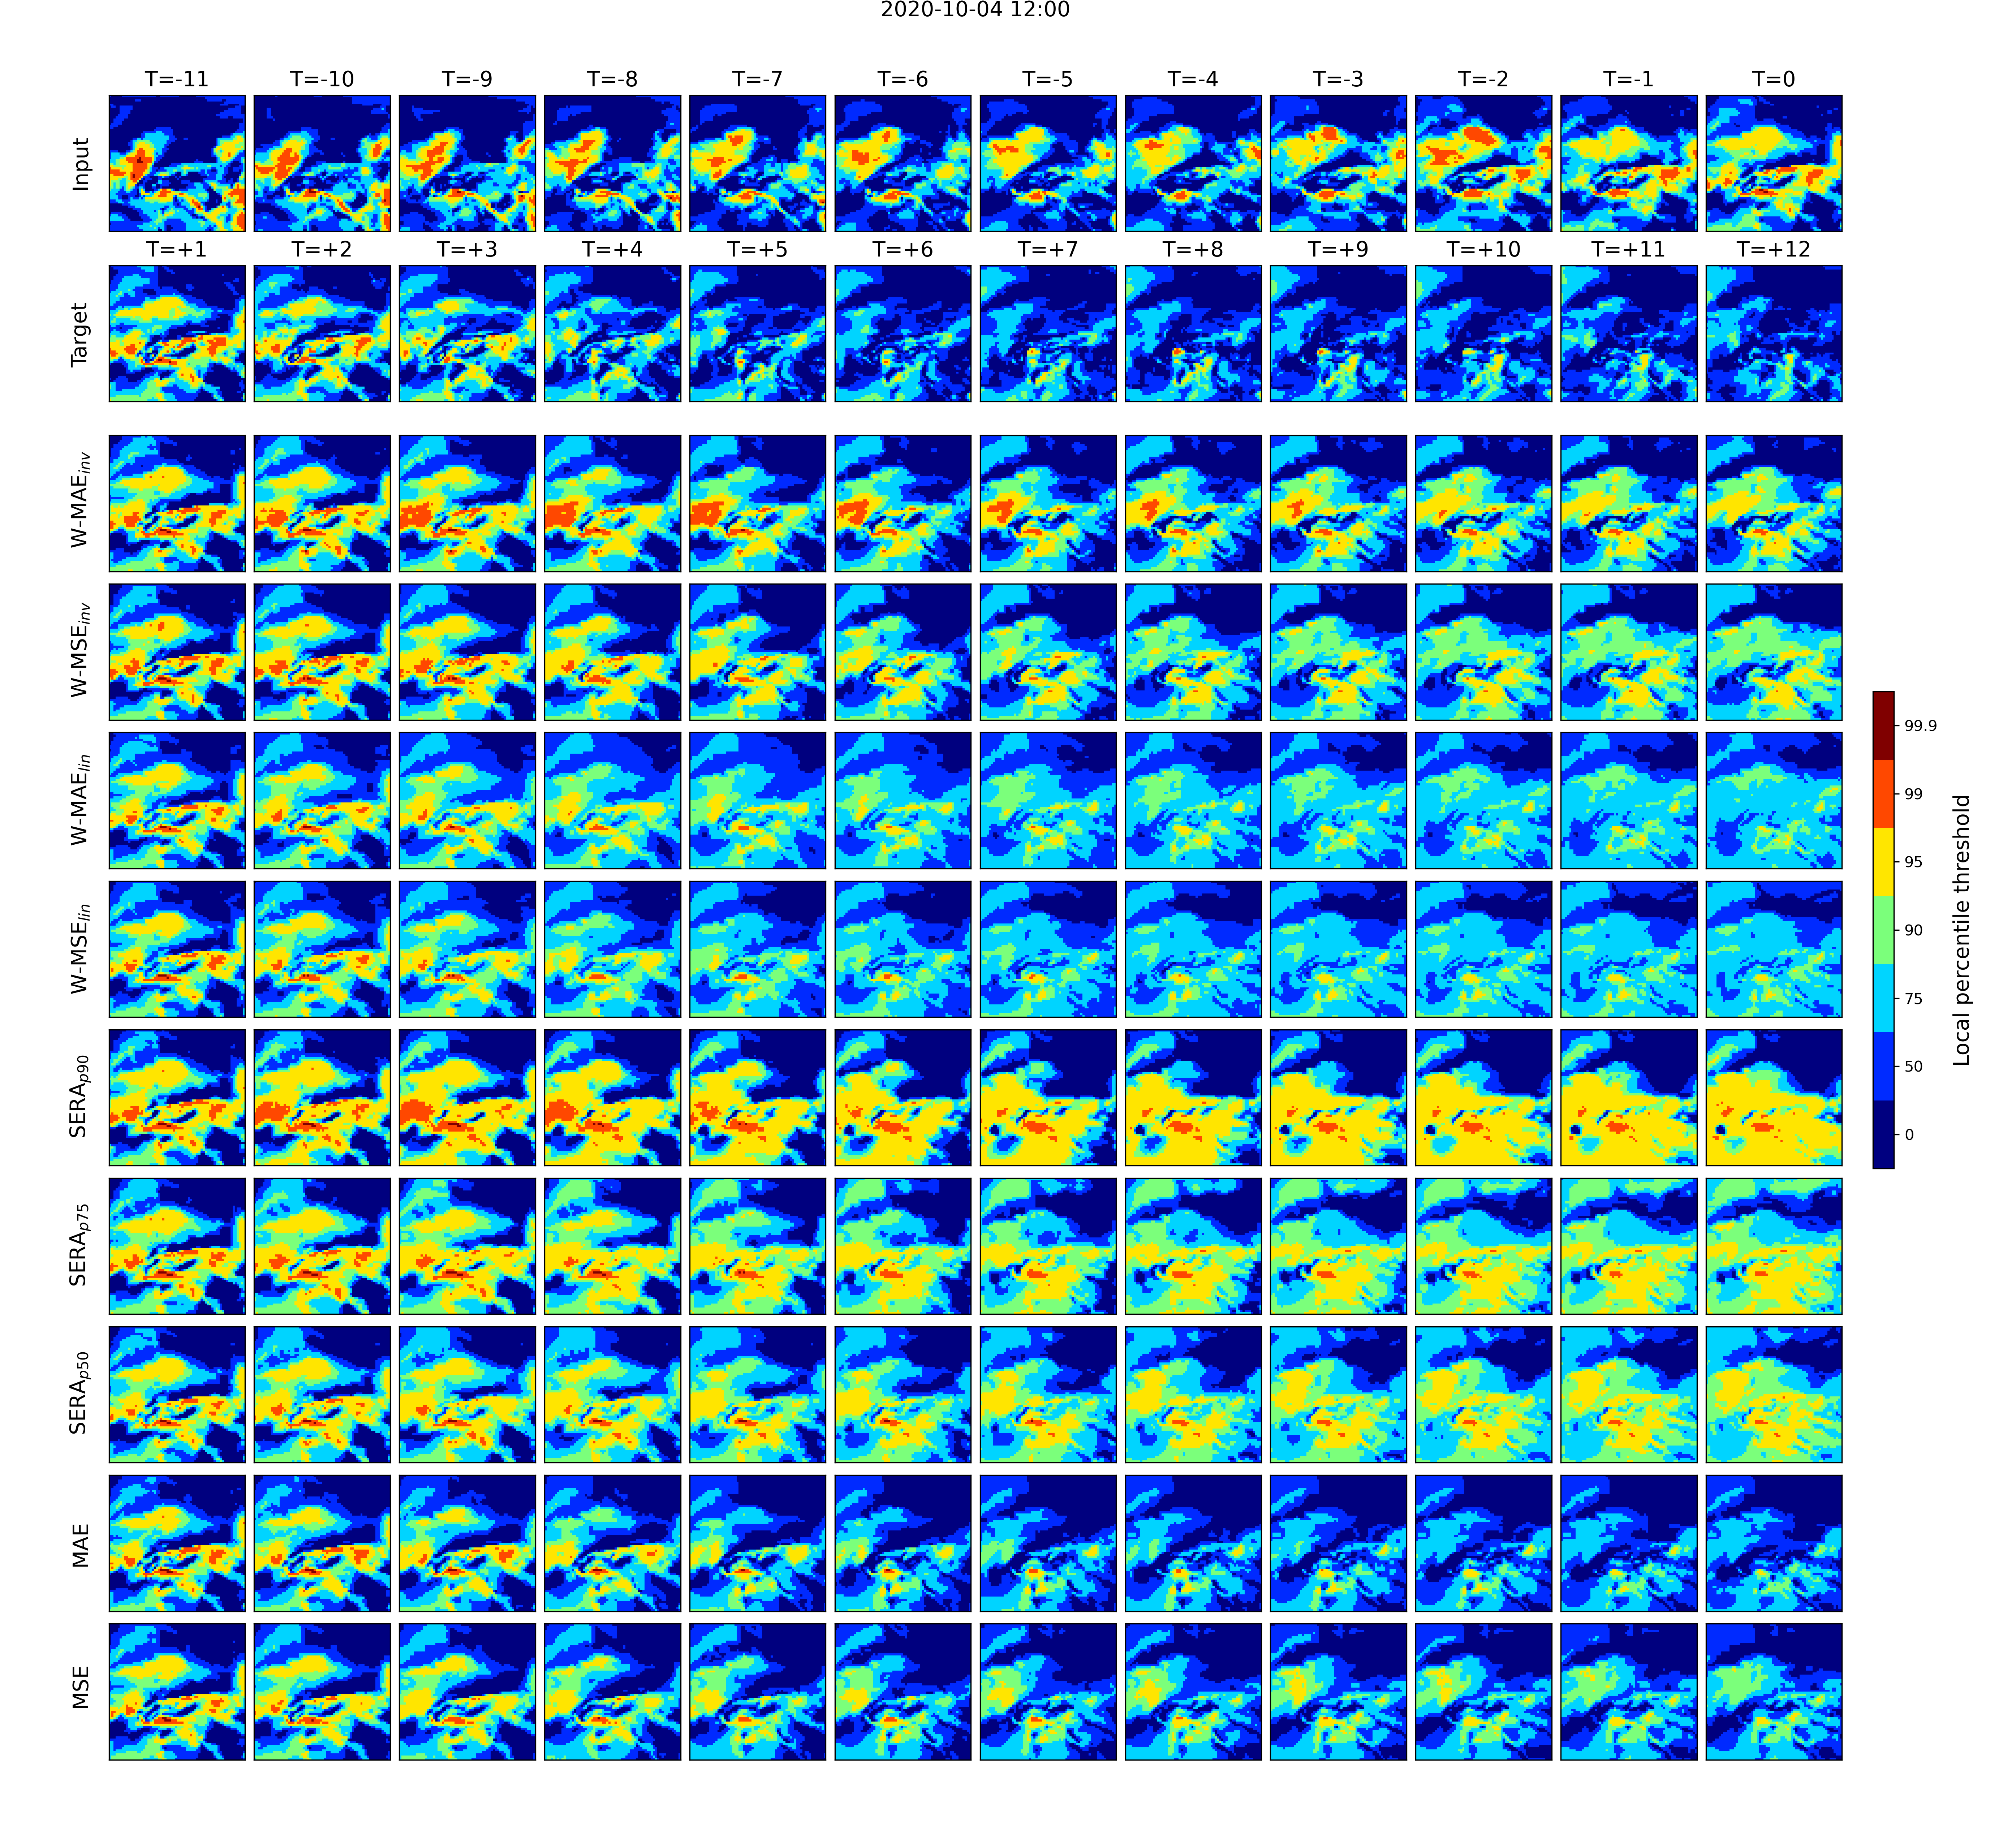 2020-10-04 12:00
T=-11 T=-10 T=-9 T=-8 T=-7 T=-6 T=-5 T=-4 T=-3 T=-2 T=-1 T=0
Input
T=+1 T=+2 T=+3 T=+4 T=+5 T=+6 T=+7 T=+8 T=+9 T=+10 T=+11 T=+12
Target
W-MAEinv
W-MSEinv
W-MAElin
W-MSElin
SERAp90
SERAp75
SERAp50
MAE
MSE
99.9
99
95
90
75
50
0
Local percentile threshold